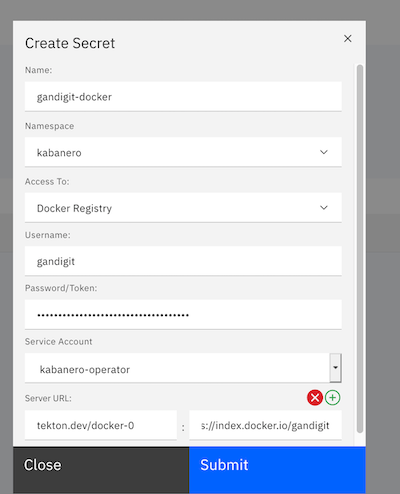 Create Secret
Name:
gandigit-docker
Namespace
kabanero
Access To:
Docker Registry
Username:
gandigit
Password/Token:
••••••••••••••••••••••••••••••••••••
Service Account
kabanero-operator
Server URL:
tekton.dev/docker-0 : s://index.docker.io/gandigit
Close Submit